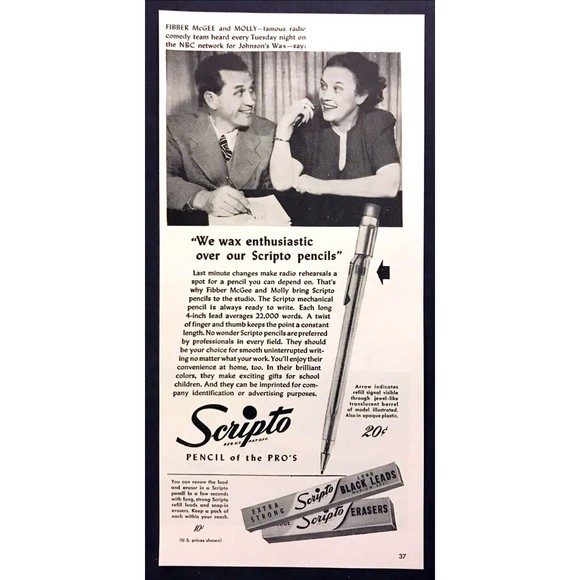 FIBBER McGEE and MOLLY—famous radio
comedy team heard every Tuesday night on
the NBC network for Johnson's Wax—say:
"We wax enthusiastic
over our Scripto pencils"
Last minute changes make radio rehearsals a
spot for a pencil you can depend on. That's
why Fibber McGee and Molly bring Scripto
pencils to the studio. The Scripto mechanical
pencil is always ready to write. Each long
4-inch lead averages 22,000 words. A twist
of finger and thumb keeps the point a constant
length. No wonder Scripto pencils are preferred
by professionals in every field. They should
be your choice for smooth uninterrupted writ-
ing no matter what your work. You'll enjoy their
convenience at home, too. In their brilliant
colors, they make exciting gifts for school
children. And they can be imprinted for com-
pany identification or advertising purposes.
Arrow indicates
refill signal visible
through jewel-like
translucent barrel
of model illustrated.
Also in opaque plastic.
20¢
Scripto
REG. U.S. PAT. OFF.
PENCIL of the PRO'S
You can renew the lead
and eraser in a Scripto
pencil in a few seconds
with long, strong Scripto
refill leads and snap-in
erasers. Keep a pack of
each within your reach.
10¢
(U.S. prices shown)
EXTRA
STRONG
Scripto
LONG
BLACK LEADS
Scripto
ERASERS
37